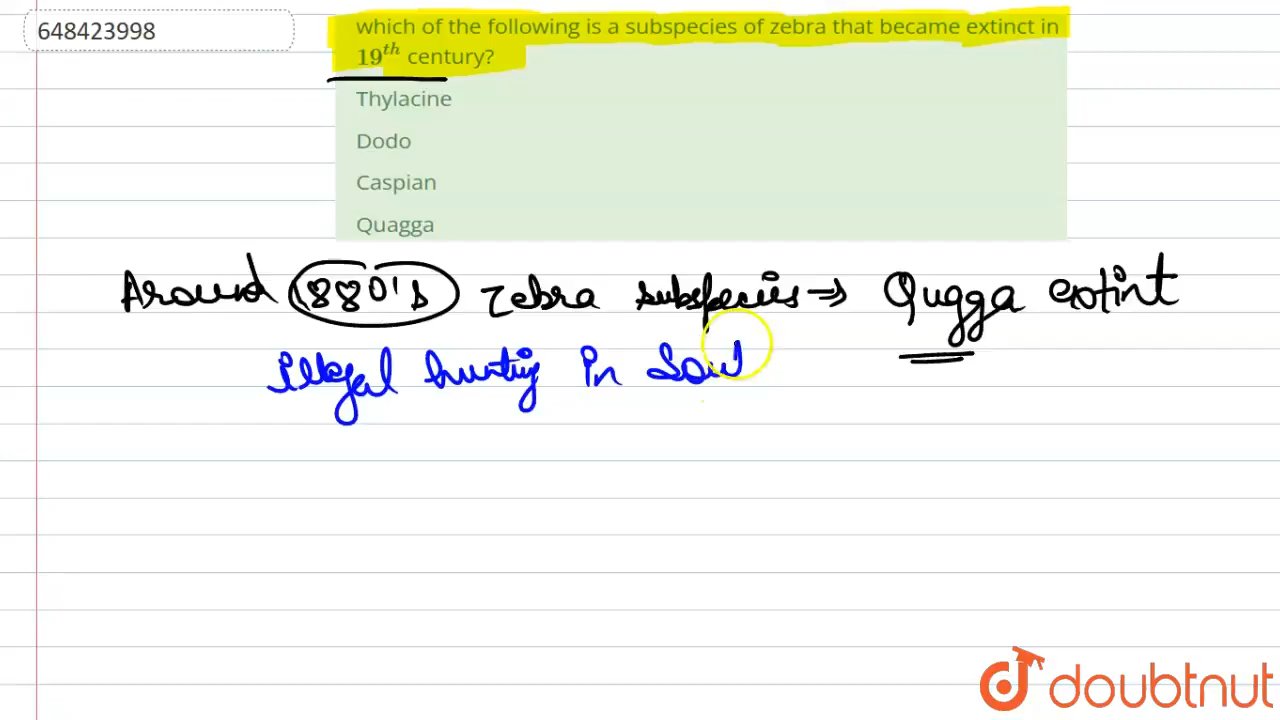 648423998
which of the following is a subspecies of zebra that became extinct in
19th century?
Thylacine
Dodo
Caspian
Quagga
Around 1880's zebra subspecies → Qugga extint
illegal hunting in Sout
doubtnut